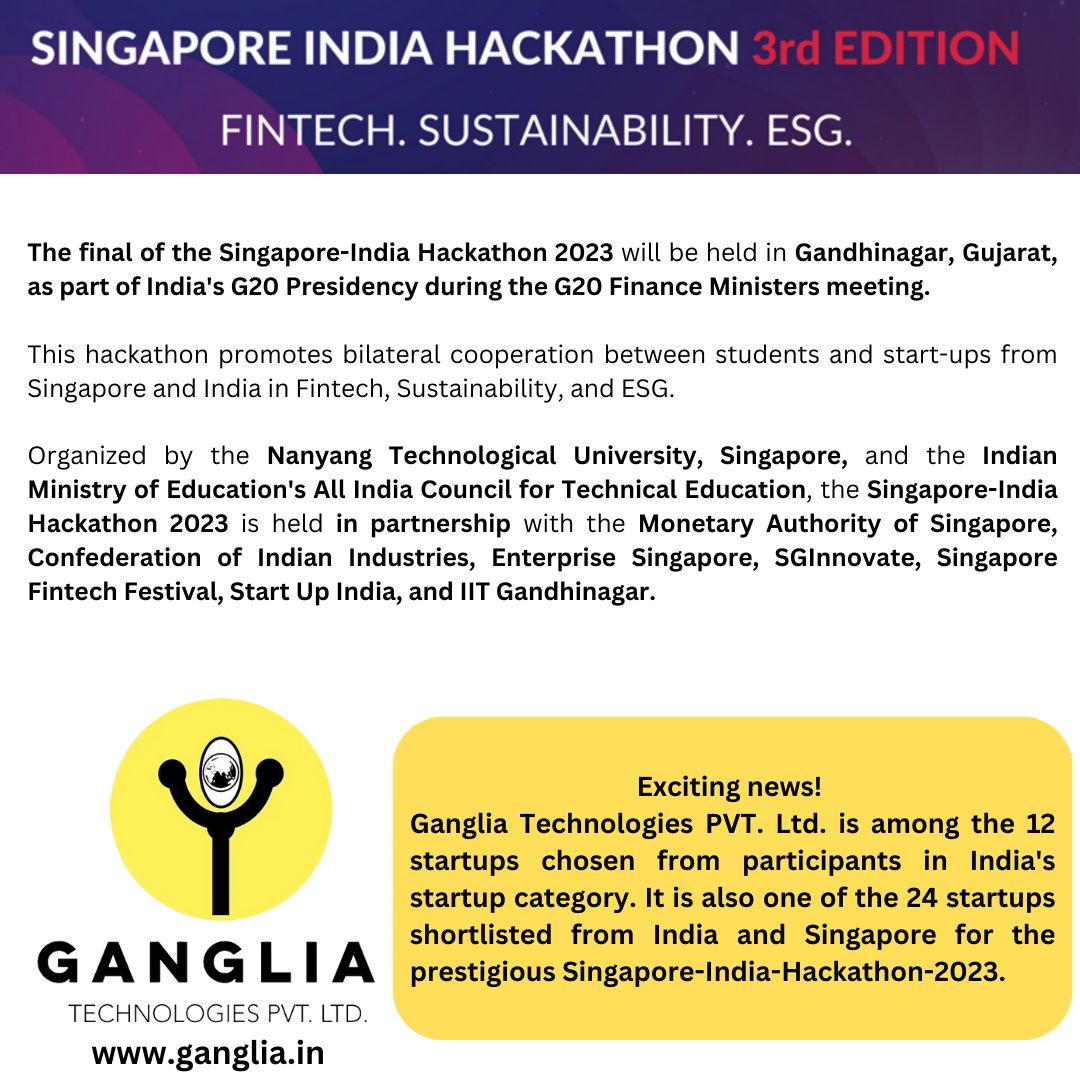 SINGAPORE INDIA HACKATHON 3rd EDITION
FINTECH. SUSTAINABILITY. ESG.
The final of the Singapore-India Hackathon 2023 will be held in Gandhinagar, Gujarat,
as part of India's G20 Presidency during the G20 Finance Ministers meeting.
This hackathon promotes bilateral cooperation between students and start-ups from
Singapore and India in Fintech, Sustainability, and ESG.
Organized by the Nanyang Technological University, Singapore, and the Indian
Ministry of Education's All India Council for Technical Education, the Singapore-India
Hackathon 2023 is held in partnership with the Monetary Authority of Singapore,
Confederation of Indian Industries, Enterprise Singapore, SGInnovate, Singapore
Fintech Festival, Start Up India, and IIT Gandhinagar.
GANGLIA
TECHNOLOGIES PVT. LTD.
www.ganglia.in
Exciting news!
Ganglia Technologies PVT. Ltd. is among the 12
startups chosen from participants in India's
startup category. It is also one of the 24 startups
shortlisted from India and Singapore for the
prestigious Singapore-India-Hackathon-2023.